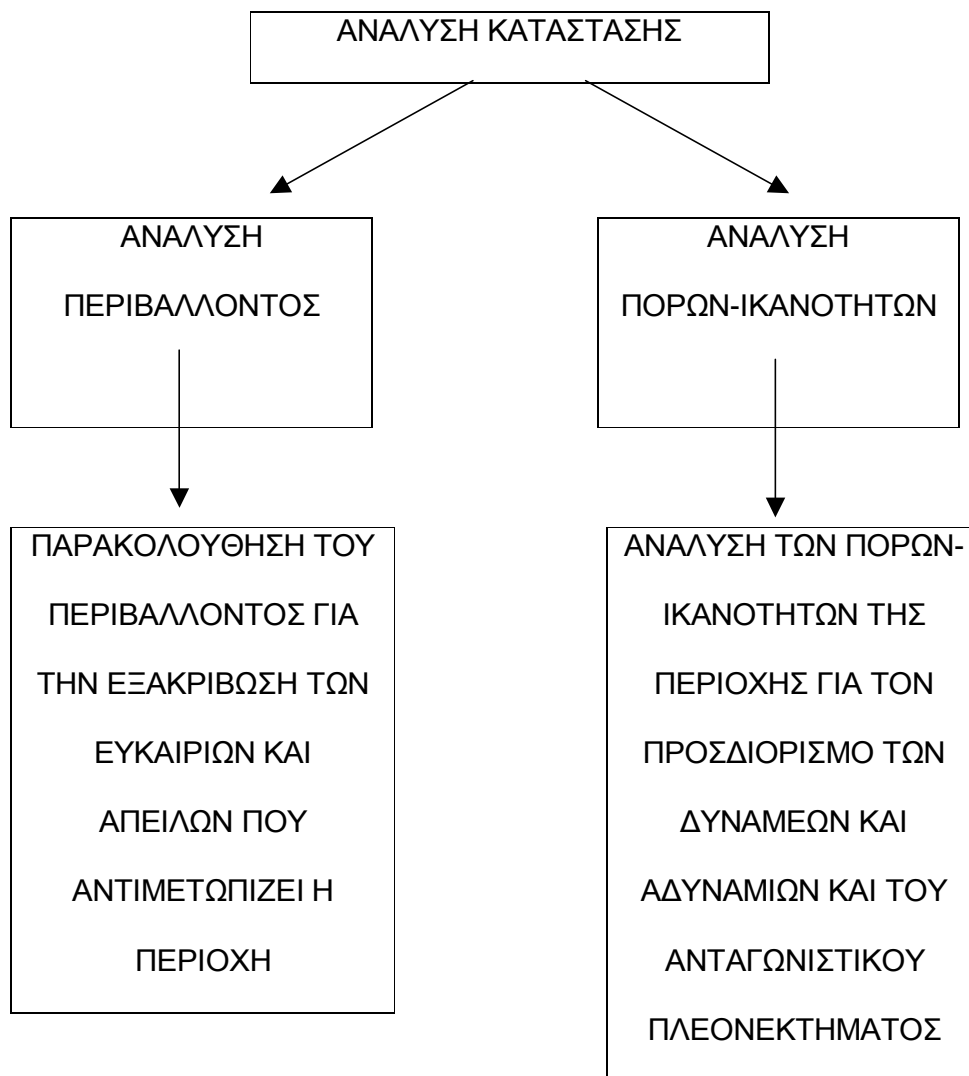 ΑΝΑΛΥΣΗ ΚΑΤΑΣΤΑΣΗΣ
ΑΝΑΛΥΣΗ
ΠΕΡΙΒΑΛΛΟΝΤΟΣ
ΑΝΑΛΥΣΗ
ΠΟΡΩΝ-ΙΚΑΝΟΤΗΤΩΝ
ΠΑΡΑΚΟΛΟΥΘΗΣΗ ΤΟΥ
ΠΕΡΙΒΑΛΛΟΝΤΟΣ ΓΙΑ
ΤΗΝ ΕΞΑΚΡΙΒΩΣΗ ΤΩΝ
ΕΥΚΑΙΡΙΩΝ ΚΑΙ
ΑΠΕΙΛΩΝ ΠΟΥ
ΑΝΤΙΜΕΤΩΠΙΖΕΙ Η
ΠΕΡΙΟΧΗ
ΑΝΑΛΥΣΗ ΤΩΝ ΠΟΡΩΝ-
ΙΚΑΝΟΤΗΤΩΝ ΤΗΣ
ΠΕΡΙΟΧΗΣ ΓΙΑ ΤΟΝ
ΠΡΟΣΔΙΟΡΙΣΜΟ ΤΩΝ
ΔΥΝΑΜΕΩΝ ΚΑΙ
ΑΔΥΝΑΜΙΩΝ ΚΑΙ ΤΟΥ
ΑΝΤΑΓΩΝΙΣΤΙΚΟΥ
ΠΛΕΟΝΕΚΤΗΜΑΤΟΣ